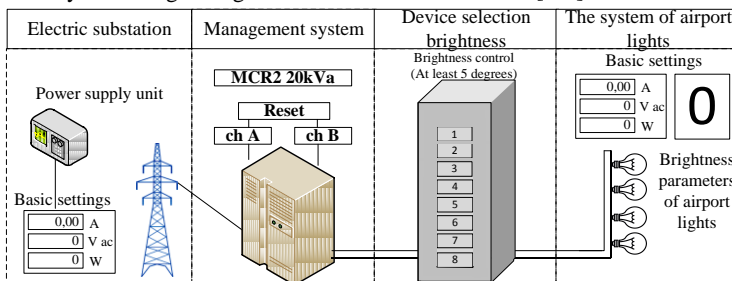 Electric substation
Management system
Device selection
brightness
The system of airport
lights
Power supply unit
Basic settings
0,00 A
0 V ac
0 W
MCR2 20kVa
Reset
ch A
ch B
Brightness control
(At least 5 degrees)
1
2
3
4
5
6
7
8
Basic settings
0,00 A
0 V ac
0 W
0
Brightness
parameters
of airport
lights